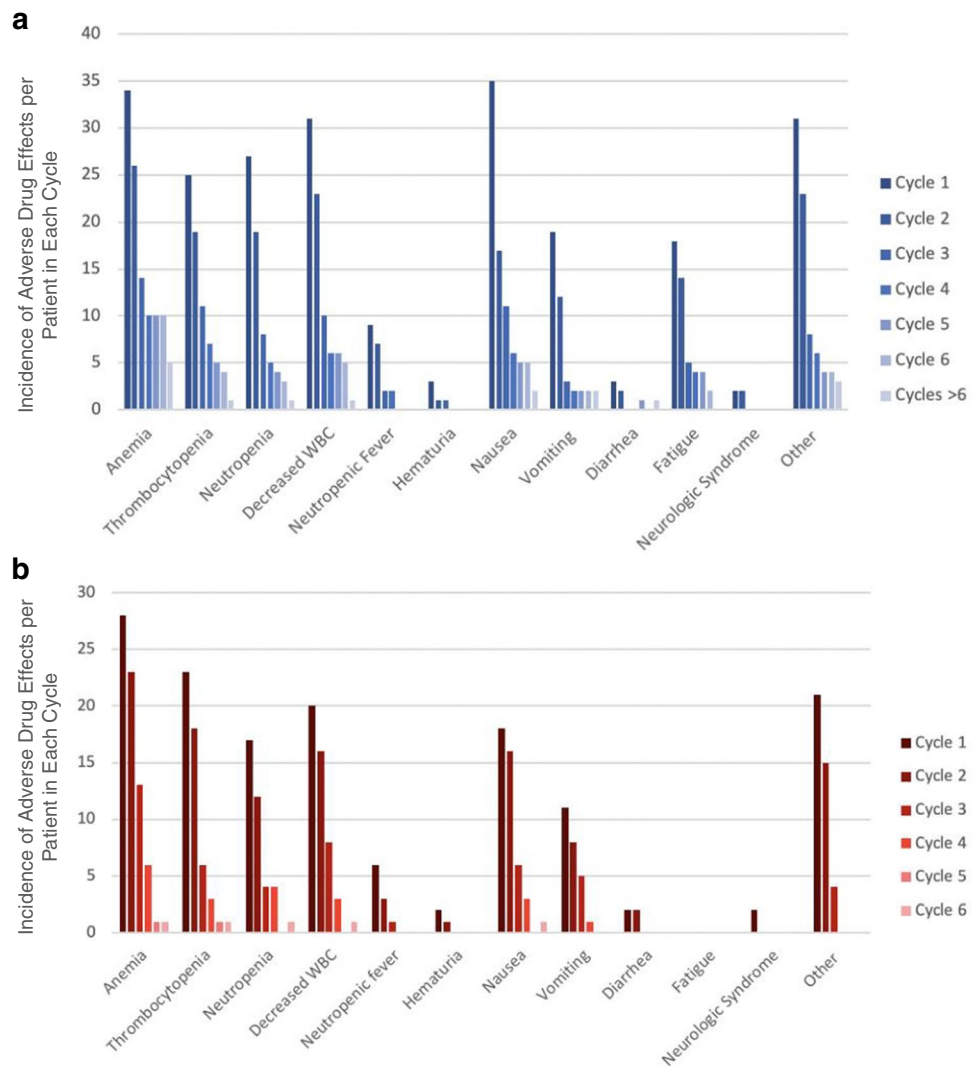 a
Incidence of Adverse Drug Effects per
Patient in Each Cycle
40
35
30
25
20
15
10
5
0
Anemia
Thrombocytopenia
Neutropenia
Decreased WBC
Neutropenic Fever
Hematuria
Nausea
Vomiting
Diarrhea
Fatigue
Neurologic Syndrome
Other
Cycle 1
Cycle 2
Cycle 3
Cycle 4
Cycle 5
Cycle 6
Cycles >6
b
Incidence of Adverse Drug Effects per
Patient in Each Cycle
30
25
20
15
10
5
0
Anemia
Thrombocytopenia
Neutropenia
Decreased WBC
Neutropenic fever
Hematuria
Nausea
Vomiting
Diarrhea
Fatigue
Neurologic Syndrome
Other
Cycle 1
Cycle 2
Cycle 3
Cycle 4
Cycle 5
Cycle 6